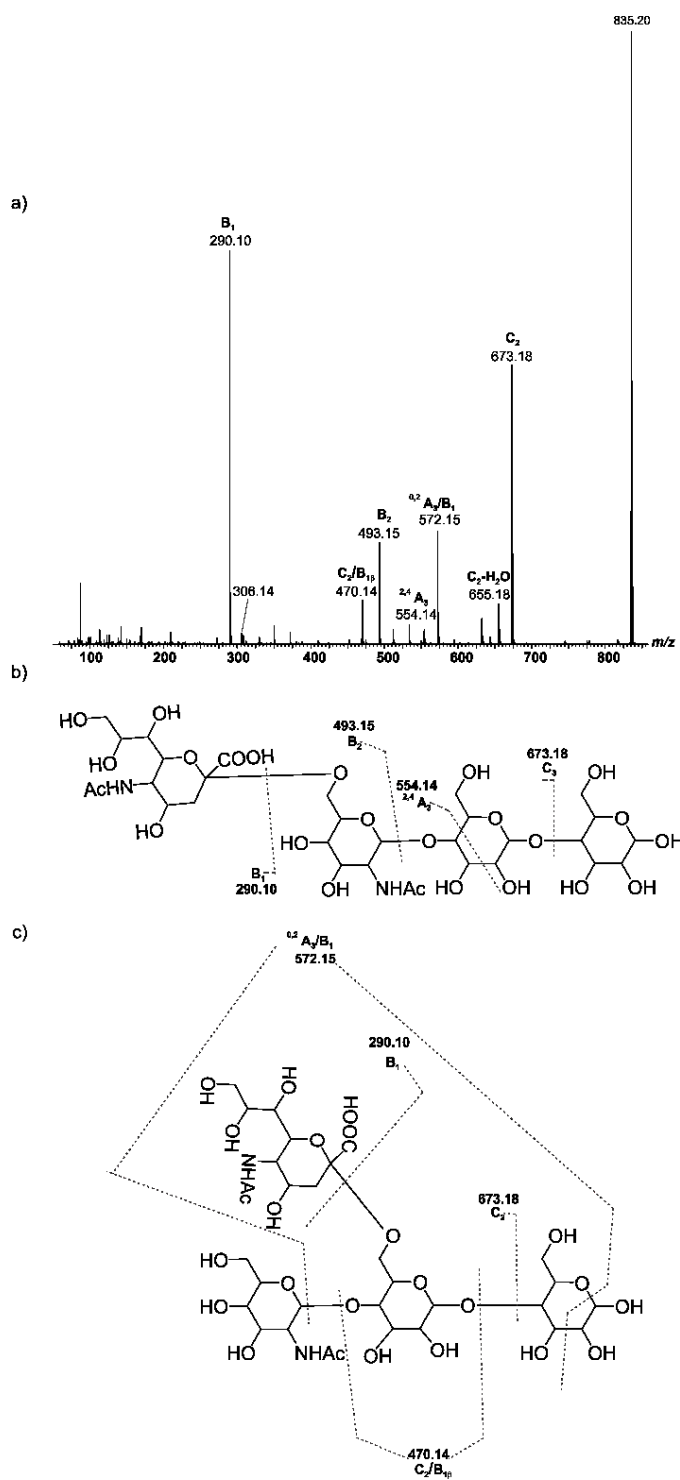 835.20
a)
B1
290.10
C2
673.18
0,2 A3/B1
572.15
B2
493.15
C2/B1β
470.14
C2-H2O
655.18
306.14
2,4 A3
554.14
100 200 300 400 500 600 700 800 m/z
b)
HO OH
OH
HO
COOH
O
AcHN
HO
O
493.15
B2
554.14
2,4 A2
673.18
C3
OH OH
HO O O O
OH NHAc O HO OH O HO OH OH
B1
290.10
c)
0,2 A3/B1
572.15
290.10
B1
HO OH
OH
HOOC
O
NHAc
OH
673.18
C2
HO O OH
HO O O O O O OH
HO NHAc OH OH HO OH
470.14
C2/B1β